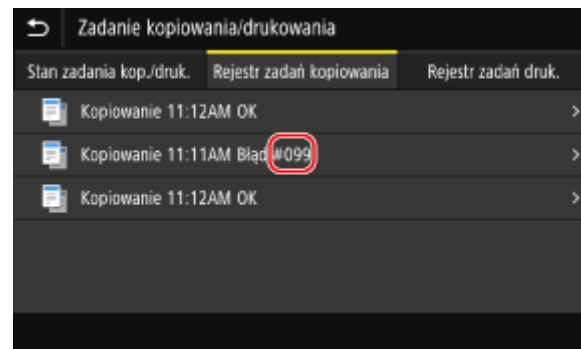 Zadanie kopiowania/drukowania
Stan zadania kop./druk. Rejestr zadań kopiowania Rejestr zadań druk.
Kopiowanie 11:12AM OK
Kopiowanie 11:11AM Błąd #099
Kopiowanie 11:12AM OK